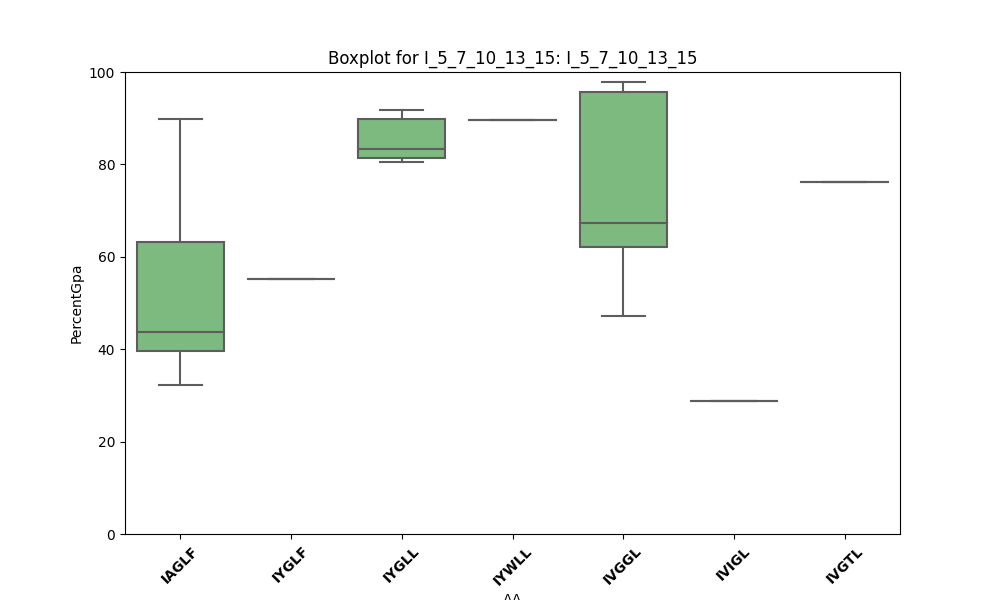 Boxplot for I_5_7_10_13_15: I_5_7_10_13_15
PercentGpa
100
80
60
40
20
0
IAGLF
IYGLF
IYGLL
IYWLL
IVGGL
IVIGL
IVGTL